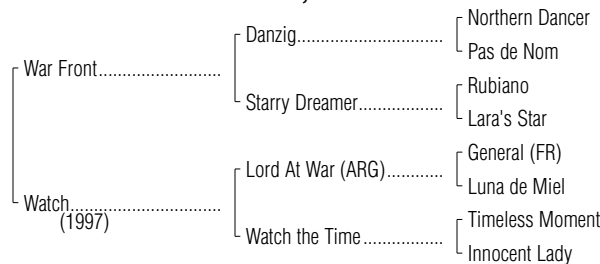 Northern Dancer
Danzig........................................
Pas de Nom
War Front..................................
Rubiano
Starry Dreamer.......................
Lara's Star
General (FR)
Lord At War (ARG)...............
Luna de Miel
Watch..........................................
(1997)
Timeless Moment
Watch the Time.....................
Innocent Lady